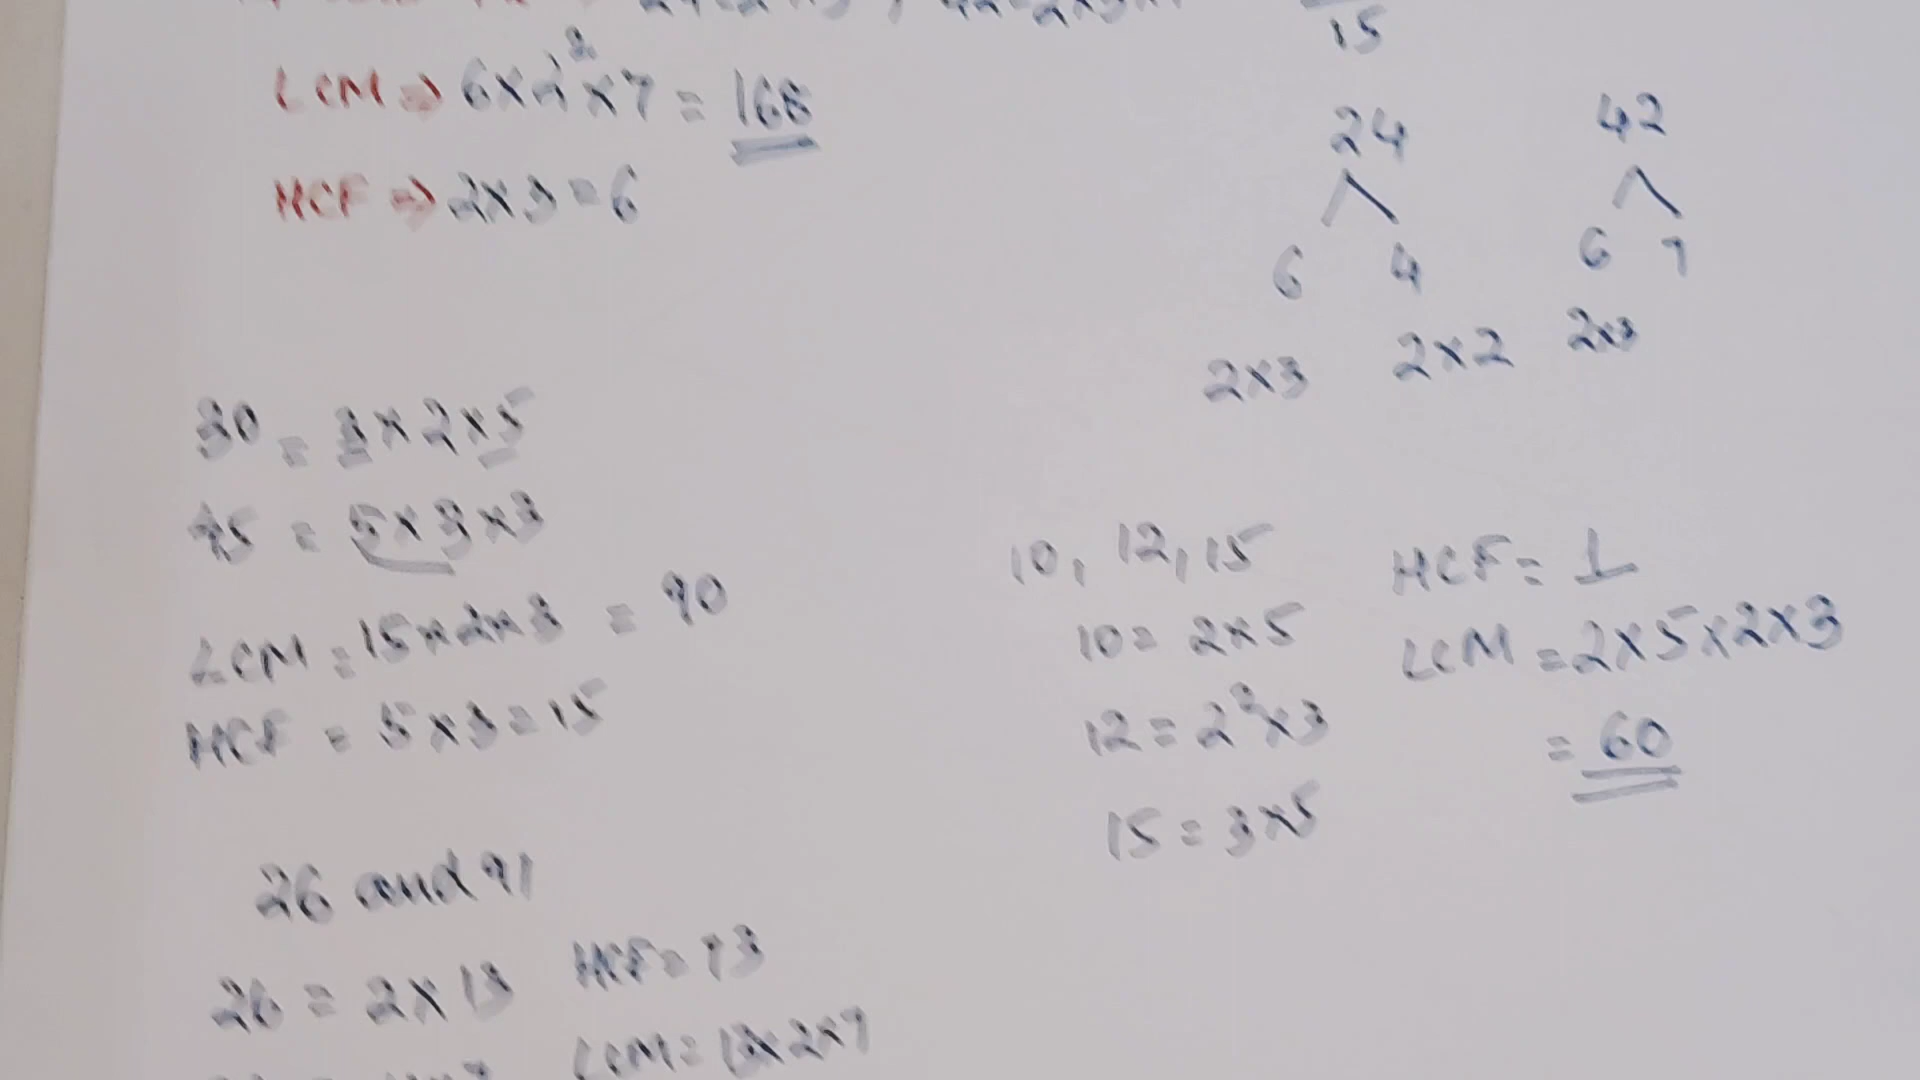 15
LCM ⇒ 6×2²×7 = 168
HCF ⇒ 2×3 = 6
24
6 4
2×3 2×2
42
6 7
2×3
30 = 3×2×5
45 = 5×3×3
LCM = 15×2×3 = 90
HCF = 5×3 = 15
10, 12, 15
10 = 2×5
12 = 2²×3
15 = 3×5
HCF = 1
LCM = 2×5×2×3
= 60
26 and 91
26 = 2×13
HCF = 13
LCM = 13×2×7